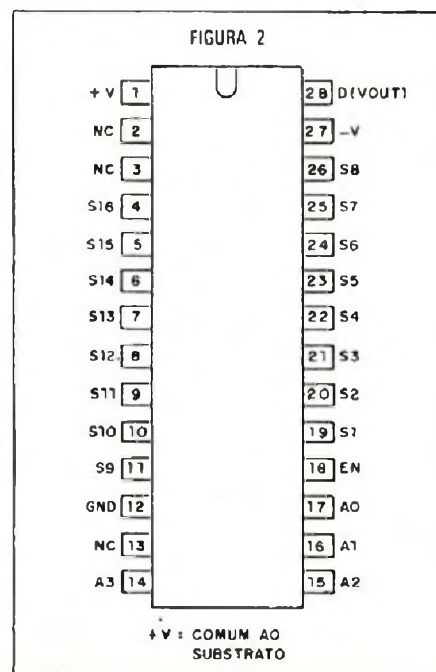 FIGURA 2
+V 1 28 D(VOUT)
NC 2 27 -V
NC 3 26 S8
S16 4 25 S7
S15 5 24 S6
S14 6 23 S5
S13 7 22 S4
S12 8 21 S3
S11 9 20 S2
S10 10 19 S1
S9 11 18 EN
GND 12 17 A0
NC 13 16 A1
A3 14 15 A2
+V : COMUM AO
SUBSTRATO